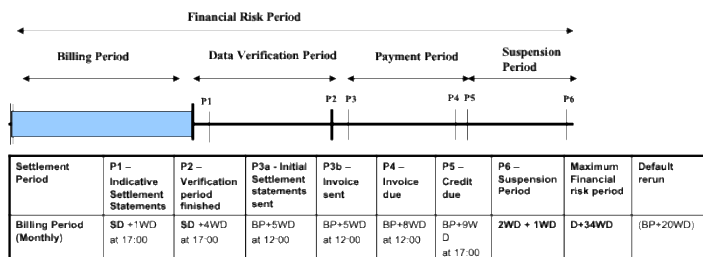 Financial Risk Period
Billing Period
Data Verification Period
Payment Period
Suspension
Period
P1
P2
P3
P4
P5
P6
Settlement
Period
P1 –
Indicative
Settlement
Statements
P2 –
Verification
period
finished
P3a - Initial
Settlement
statements
sent
P3b –
Invoice
sent
P4 –
Invoice
due
P5 –
Credit
due
P6 –
Suspension
Period
Maximum
Financial
risk period
Default
rerun
Billing Period
(Monthly)
SD +1WD
at 17:00
SD +4WD
at 17:00
BP+5WD
at 12:00
BP+5WD
at 12:00
BP+8WD
at 12:00
BP+9W
D
at 17:00
2WD + 1WD
D+34WD
(BP+20WD)